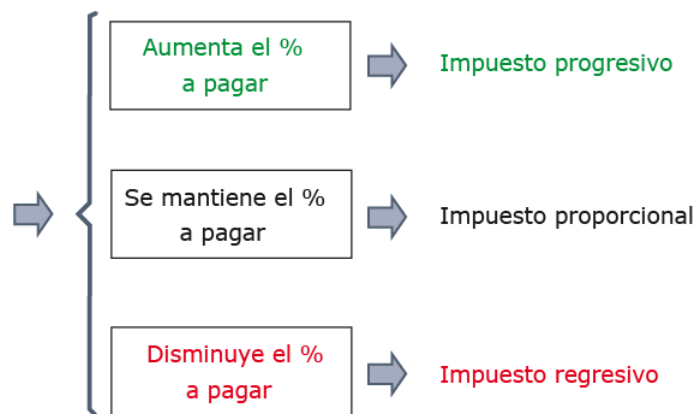 Aumenta el %
a pagar
Impuesto progresivo
Se mantiene el %
a pagar
Impuesto proporcional
Disminuye el %
a pagar
Impuesto regresivo